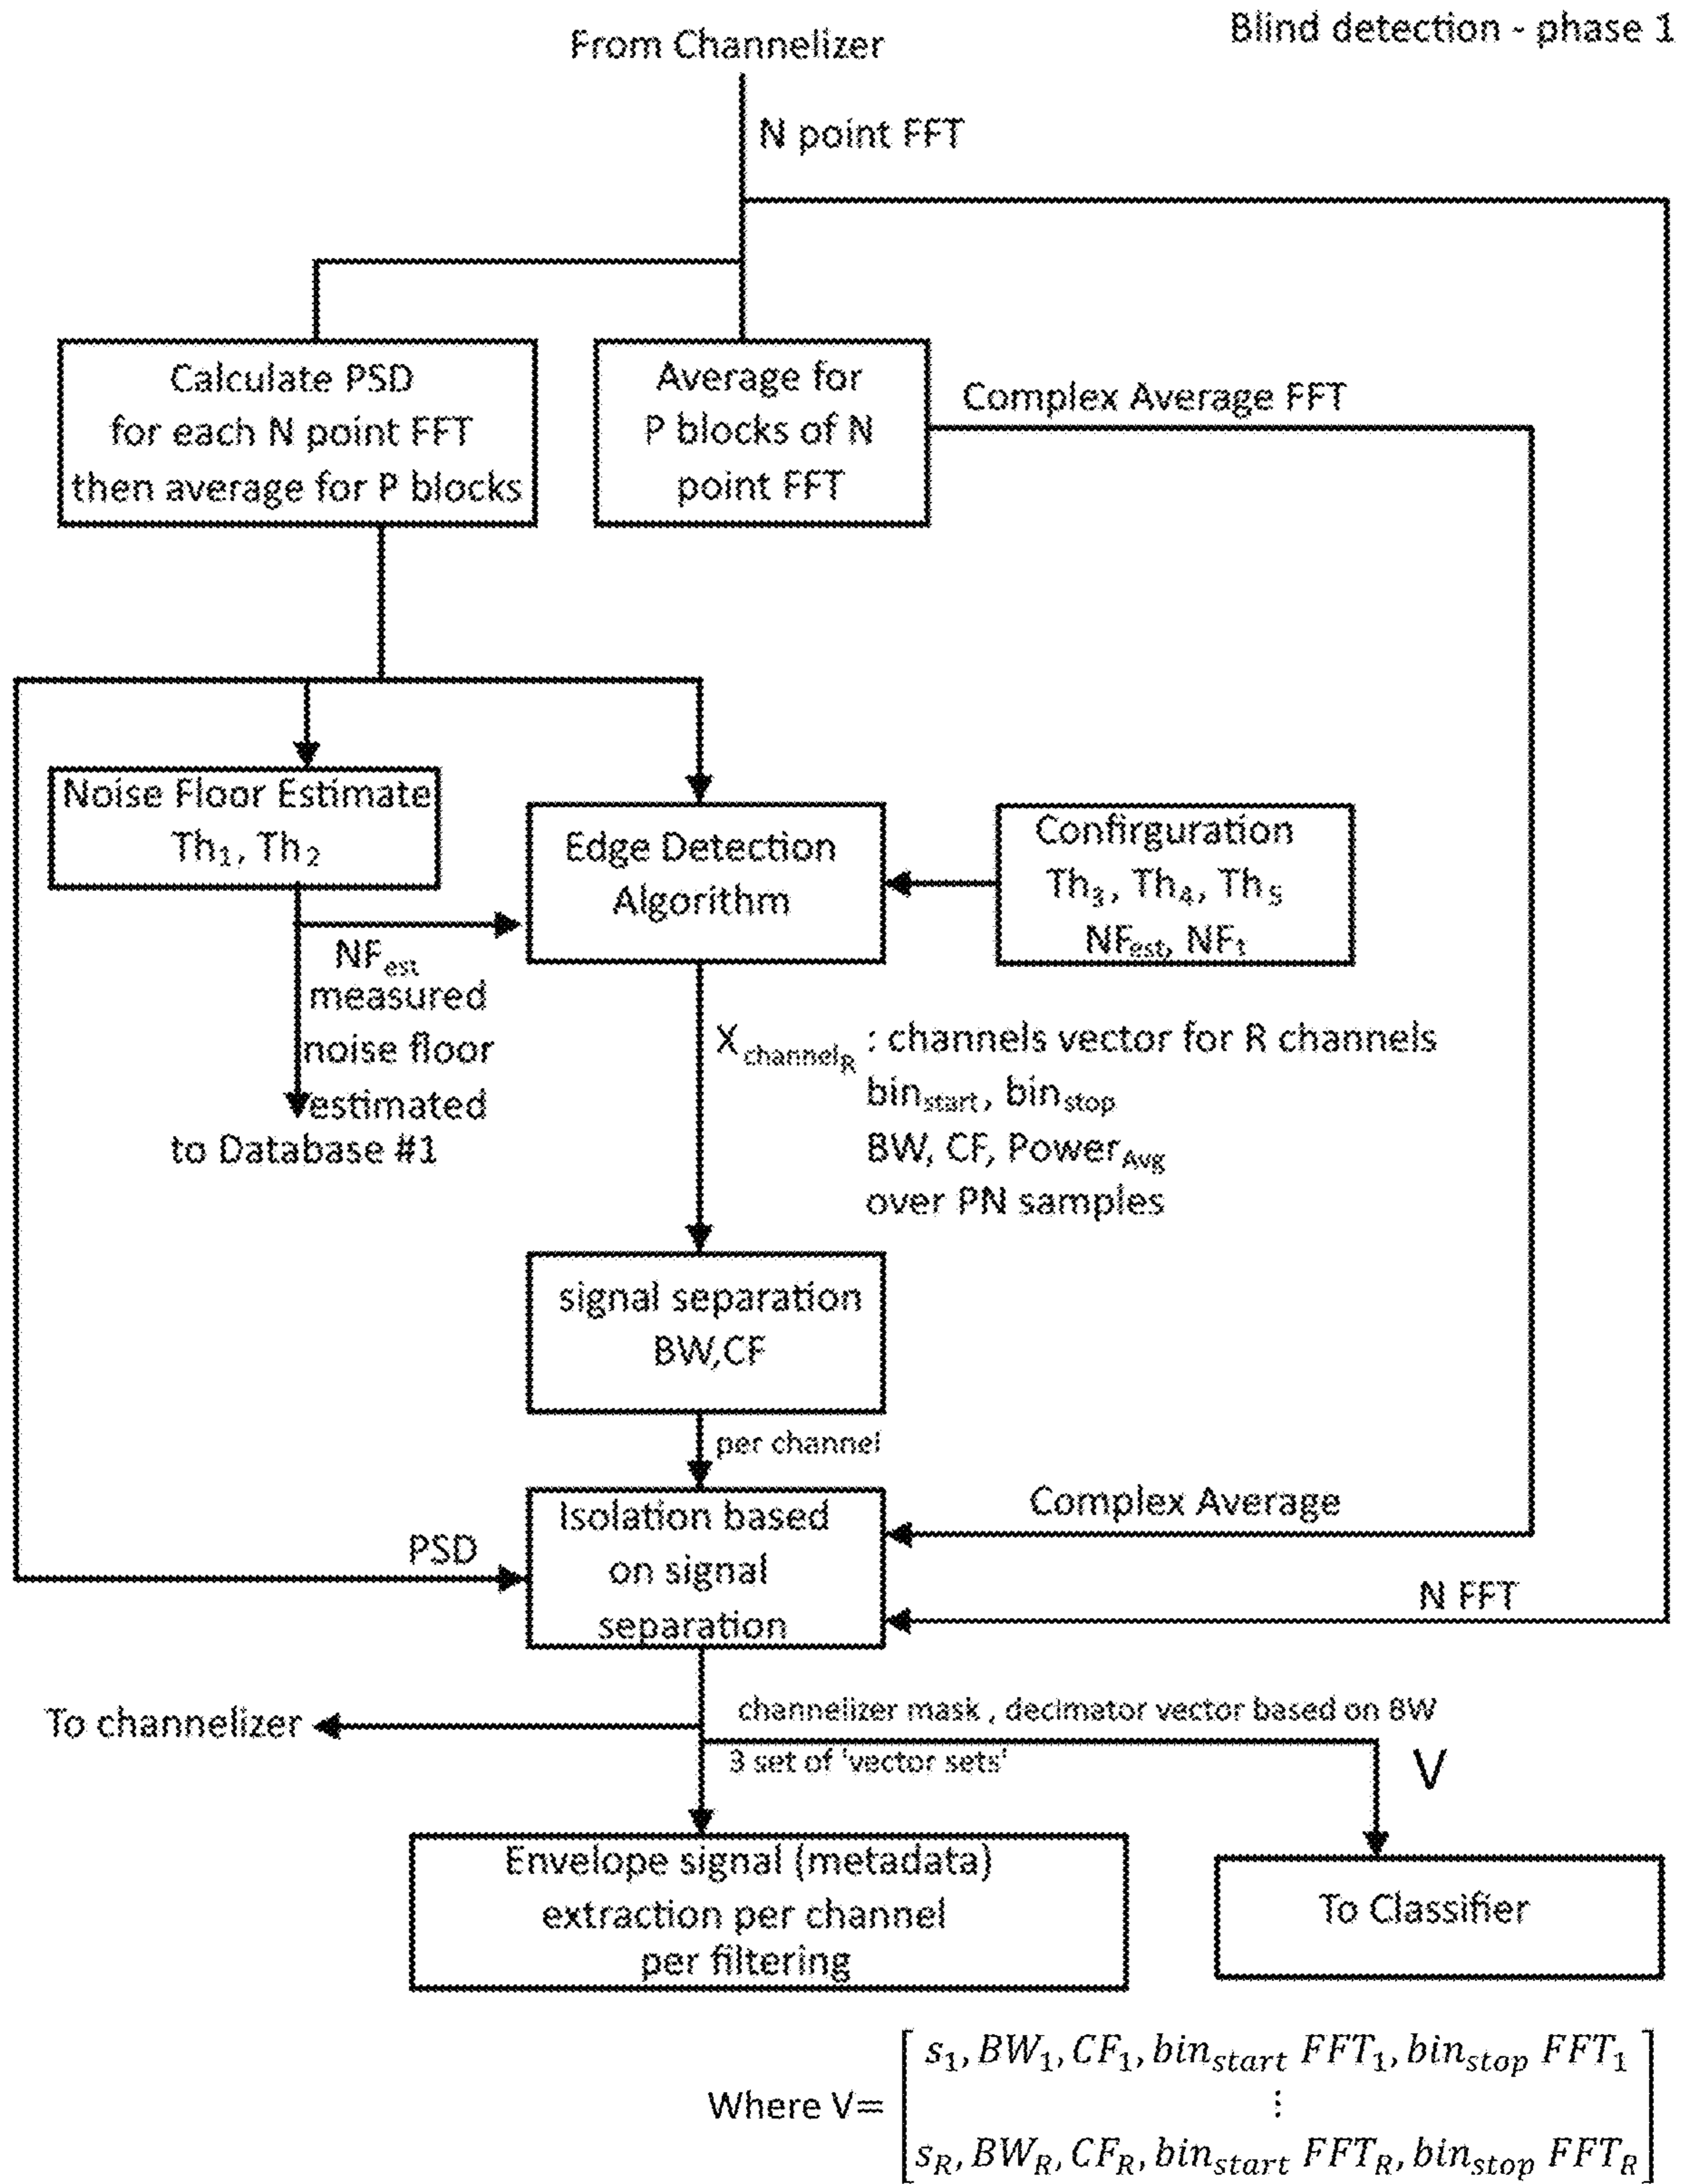 Blind detection - phase 1
From Channelizer
N point FFT
Calculate PSD
for each N point FFT
then average for P blocks
Average for
P blocks of N
point FFT
Complex Average FFT
Noise Floor Estimate
Th₁, Th₂
Edge Detection
Algorithm
Confirguration
Th₃, Th₄, Th₅
NFest, NFt
NFest
measured
noise floor
estimated
to Database #1
XchannelR : channels vector for R channels
binstart, binstop
BW, CF, PowerAvg
over PN samples
signal separation
BW,CF
per channel
Isolation based
on signal
separation
Complex Average
PSD
N FFT
To channelizer
channelizer mask , decimator vector based on BW
3 set of 'vector sets'
V
Envelope signal (metadata)
extraction per channel
per filtering
To Classifier
s₁, BW₁, CF₁, binstart FFT₁, binstop FFT₁
Where V= ⋮
sR, BWR, CFR, binstart FFTR, binstop FFTR